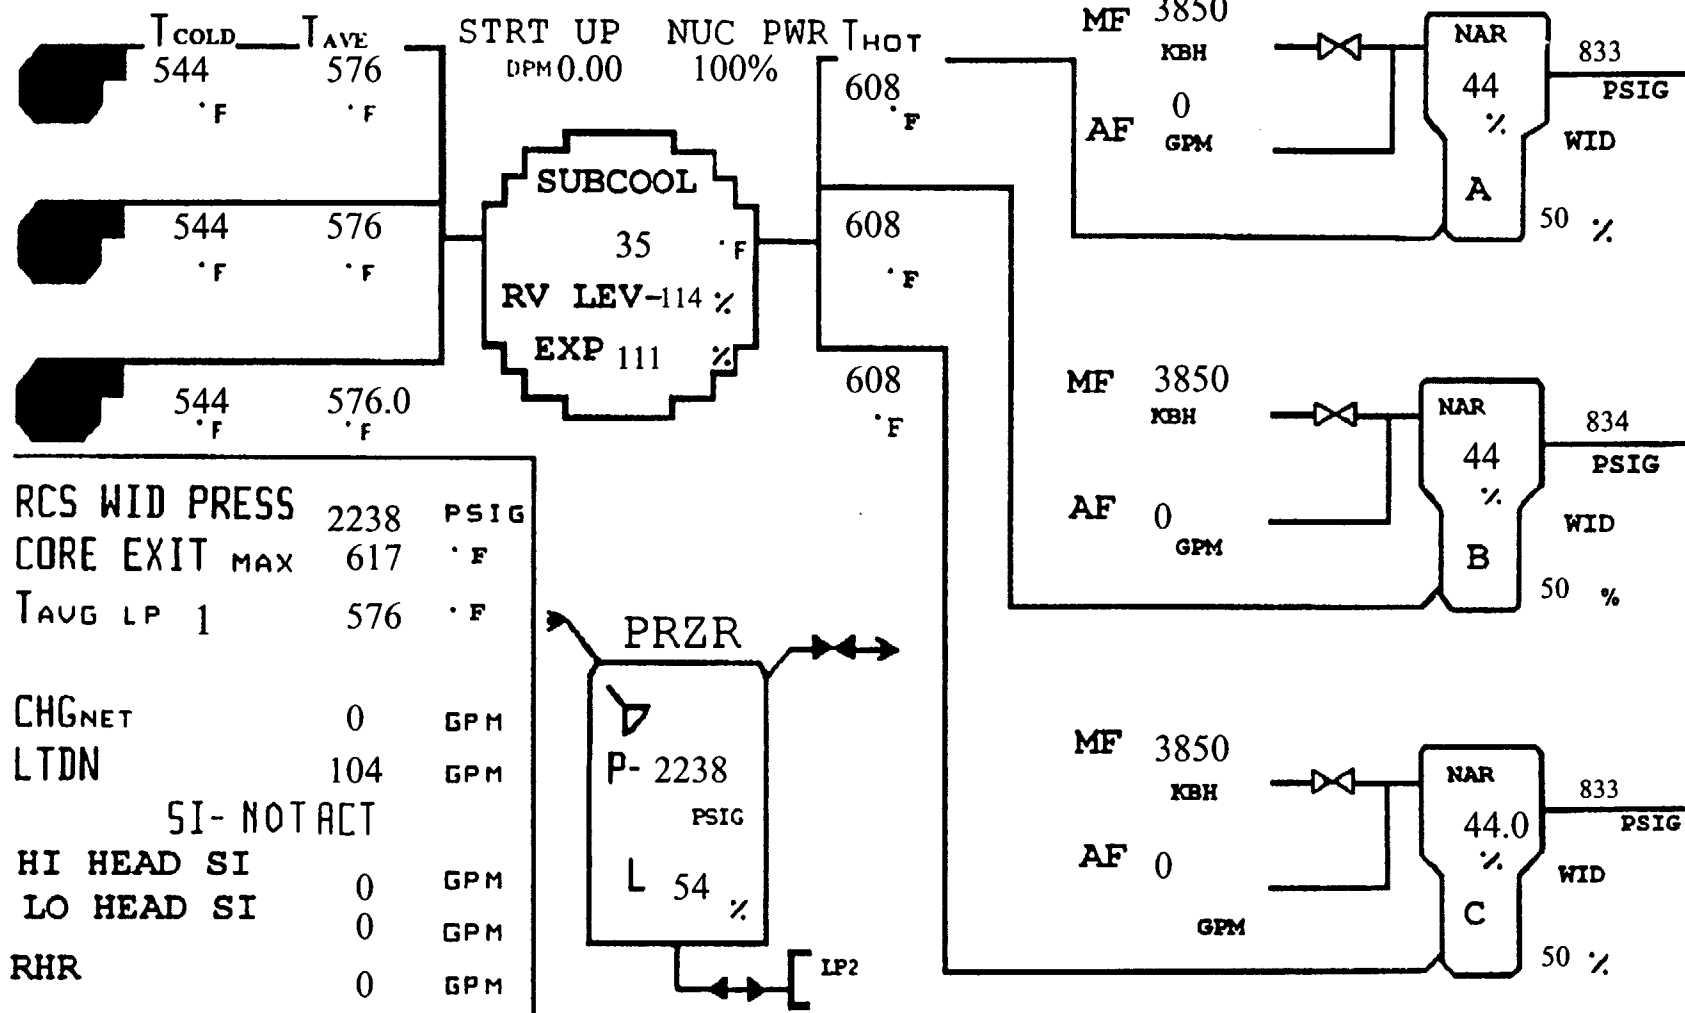 TCOLD TAVE STRT UP NUC PWR THOT
544 576 DPM 0.00 100% 608
°F °F °F
544 576 608
°F °F °F
544 576.0 608
°F °F °F
SUBCOOL
35 °F
RV LEV-114 %
EXP 111 %
MF 3850
KBH
AF 0
GPM
NAR
44
%
A
833
PSIG
WID
50 %
MF 3850
KBH
AF 0
GPM
NAR
44
%
B
834
PSIG
WID
50 %
MF 3850
KBH
AF 0
GPM
NAR
44.0
%
C
833
PSIG
WID
50 %
RCS WID PRESS 2238 PSIG
CORE EXIT MAX 617 °F
TAVG LP 1 576 °F
CHGNET 0 GPM
LTDN 104 GPM
SI- NOT ACT
HI HEAD SI 0 GPM
LO HEAD SI 0 GPM
RHR 0 GPM
PRZR
P- 2238
PSIG
L 54
%
LP2